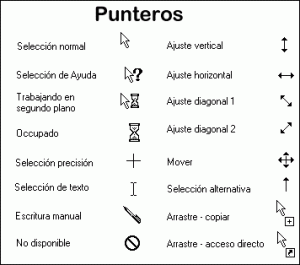 Punteros
Selección normal
Ajuste vertical
Selección de Ayuda
Ajuste horizontal
Trabajando en
segundo plano
Ajuste diagonal 1
Occupado
Ajuste diagonal 2
Selección precisión
Mover
Selección de texto
Selección alternativa
Escritura manual
Arrastre - copiar
No disponible
Arrastre - acceso directo